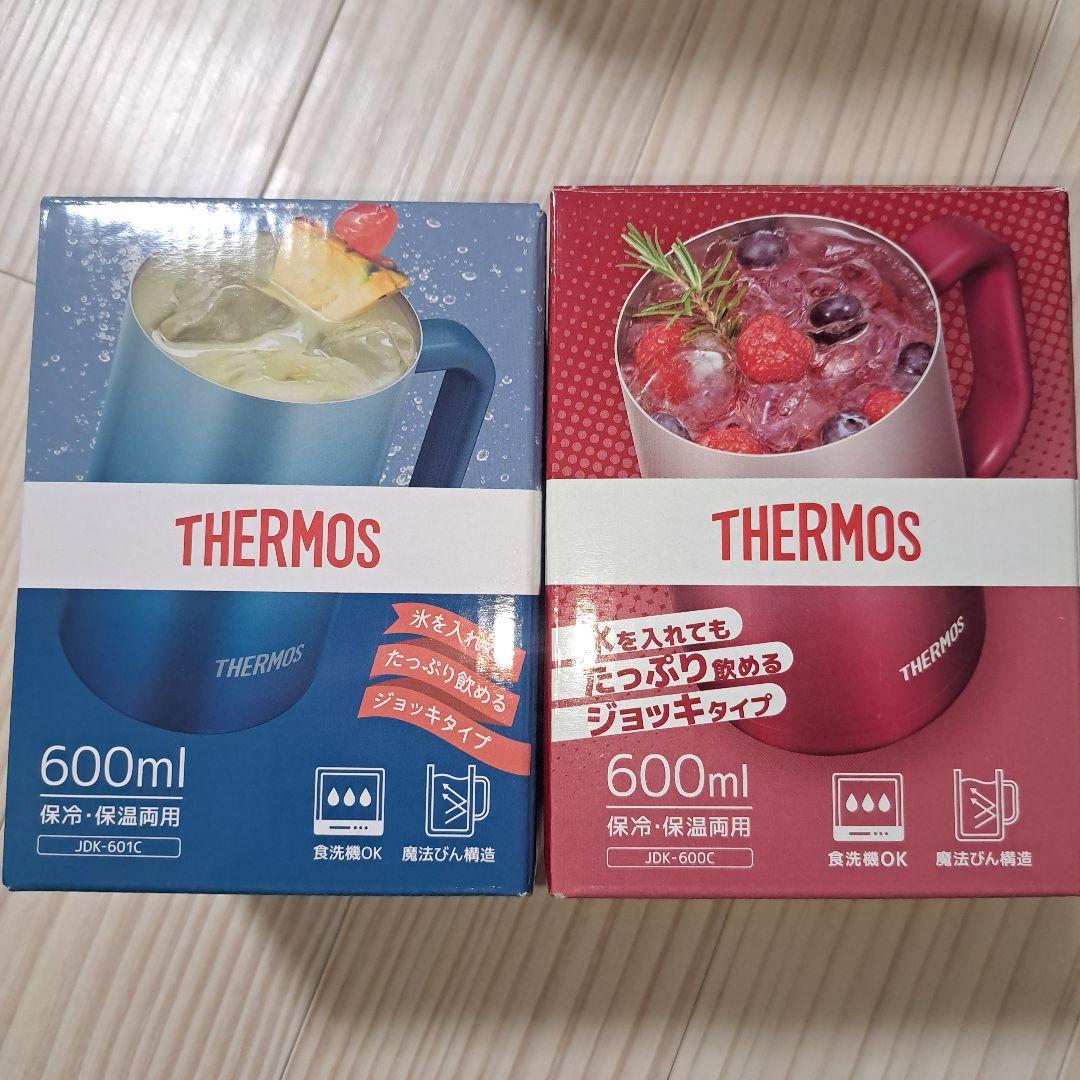 THERMOS
THERMOS
氷を入れ
たっぷり飲める
ジョッキタイプ
600ml
保冷・保温両用
JDK-601C
食洗機OK
魔法びん構造
THERMOS
THERMOS
を入れても
たっぷり飲める
ジョッキタイプ
600ml
保冷・保温両用
JDK-600C
食洗機OK
魔法びん構造